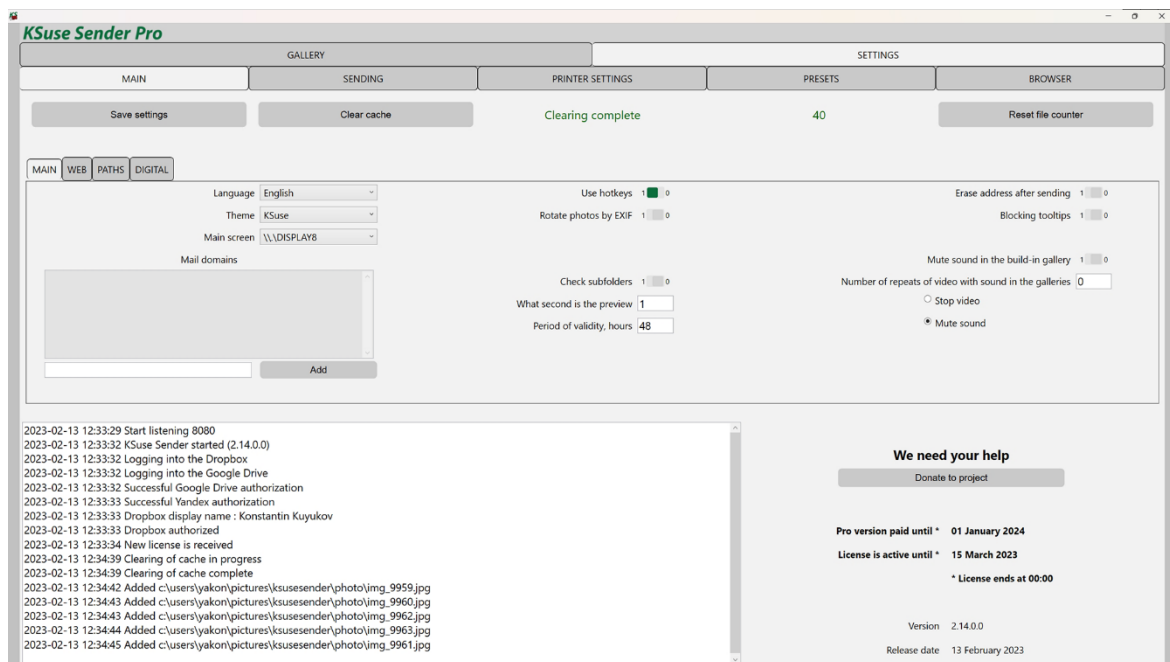 KSuse Sender Pro
GALLERY SETTINGS
MAIN SENDING PRINTER SETTINGS PRESETS BROWSER
Save settings Clear cache Clearing complete 40 Reset file counter
MAIN WEB PATHS DIGITAL
Language English Use hotkeys 1 0 Erase address after sending 1 0
Theme KSuse Rotate photos by EXIF 1 0 Blocking tooltips 1 0
Main screen \\.\DISPLAY8
Mail domains Mute sound in the build-in gallery 1 0
Check subfolders 1 0 Number of repeats of video with sound in the galleries 0
What second is the preview 1 Stop video
Period of validity, hours 48 Mute sound
Add
2023-02-13 12:33:29 Start listening 8080
2023-02-13 12:33:32 KSuse Sender started (2.14.0.0)
2023-02-13 12:33:32 Logging into the Dropbox
2023-02-13 12:33:32 Logging into the Google Drive
2023-02-13 12:33:32 Successful Google Drive authorization
2023-02-13 12:33:33 Successful Yandex authorization
2023-02-13 12:33:33 Dropbox display name : Konstantin Kuyukov
2023-02-13 12:33:33 Dropbox authorized
2023-02-13 12:33:34 New license is received
2023-02-13 12:34:39 Clearing of cache in progress
2023-02-13 12:34:39 Clearing of cache complete
2023-02-13 12:34:42 Added c:\users\yakon\pictures\ksusesender\photo\img_9959.jpg
2023-02-13 12:34:43 Added c:\users\yakon\pictures\ksusesender\photo\img_9960.jpg
2023-02-13 12:34:43 Added c:\users\yakon\pictures\ksusesender\photo\img_9962.jpg
2023-02-13 12:34:44 Added c:\users\yakon\pictures\ksusesender\photo\img_9963.jpg
2023-02-13 12:34:45 Added c:\users\yakon\pictures\ksusesender\photo\img_9961.jpg
We need your help
Donate to project
Pro version paid until * 01 January 2024
License is active until * 15 March 2023
* License ends at 00:00
Version 2.14.0.0
Release date 13 February 2023